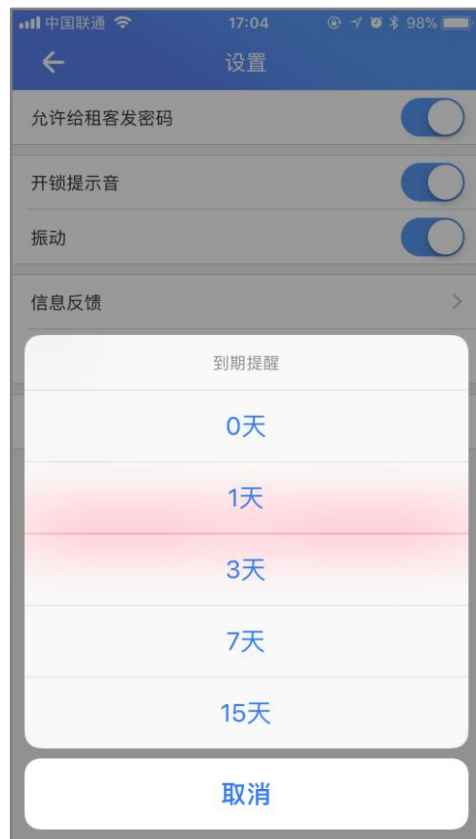 中国联通 17:04 98%
设置
允许给租客发密码
开锁提示音
振动
信息反馈
到期提醒
0天
1天
3天
7天
15天
取消